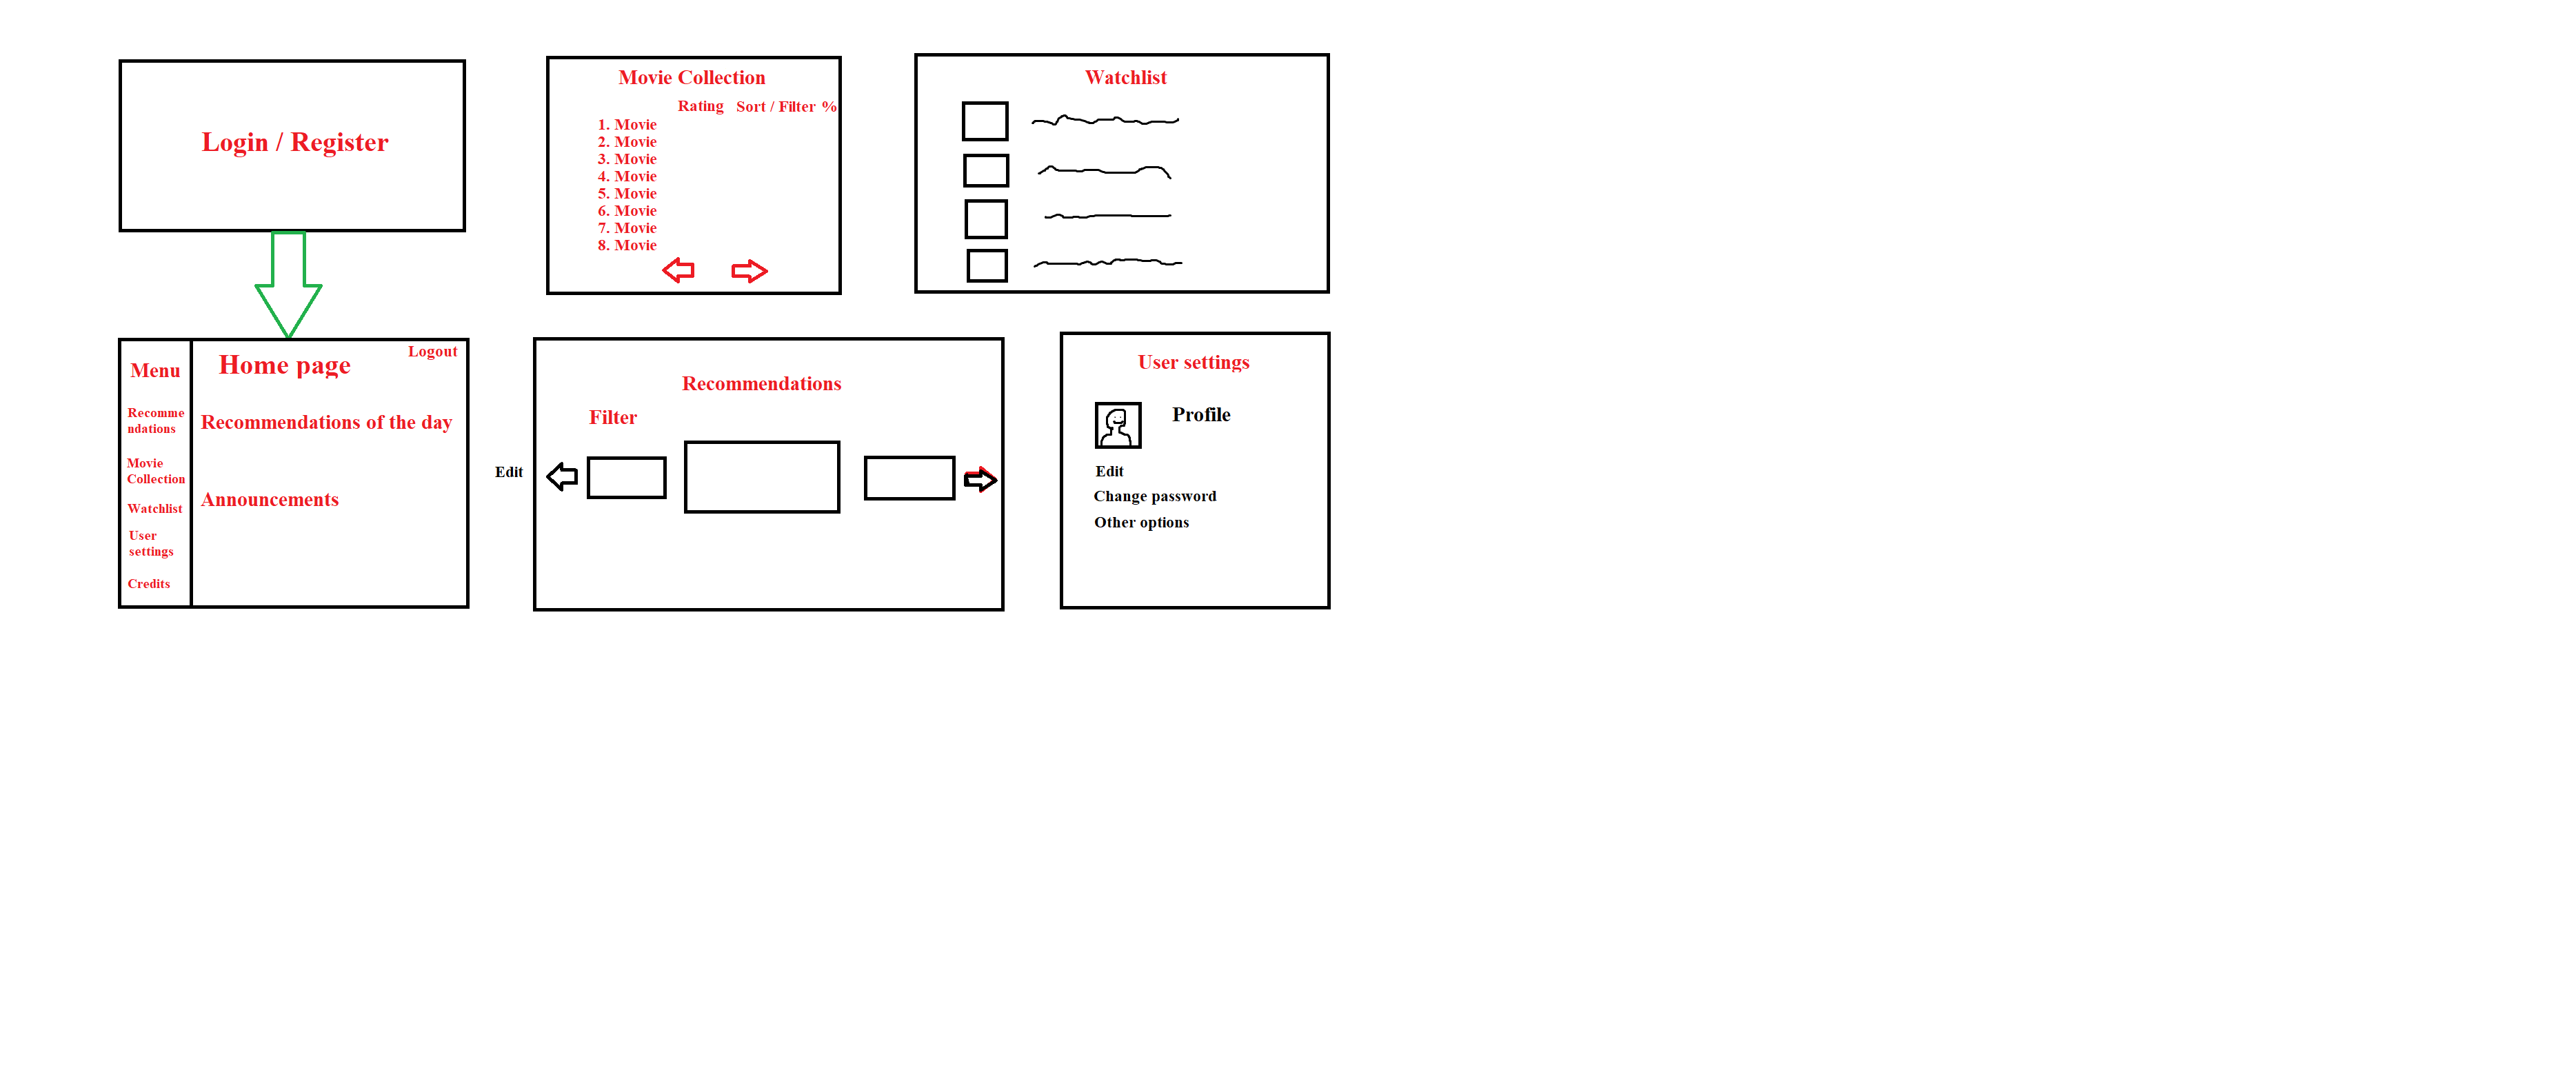 Login / Register
Movie Collection
Rating Sort / Filter %
1. Movie
2. Movie
3. Movie
4. Movie
5. Movie
6. Movie
7. Movie
8. Movie
Watchlist
Menu
Recomme
ndations
Movie
Collection
Watchlist
User
settings
Credits
Home page
Logout
Recommendations of the day
Announcements
Recommendations
Filter
Edit
User settings
Profile
Edit
Change password
Other options